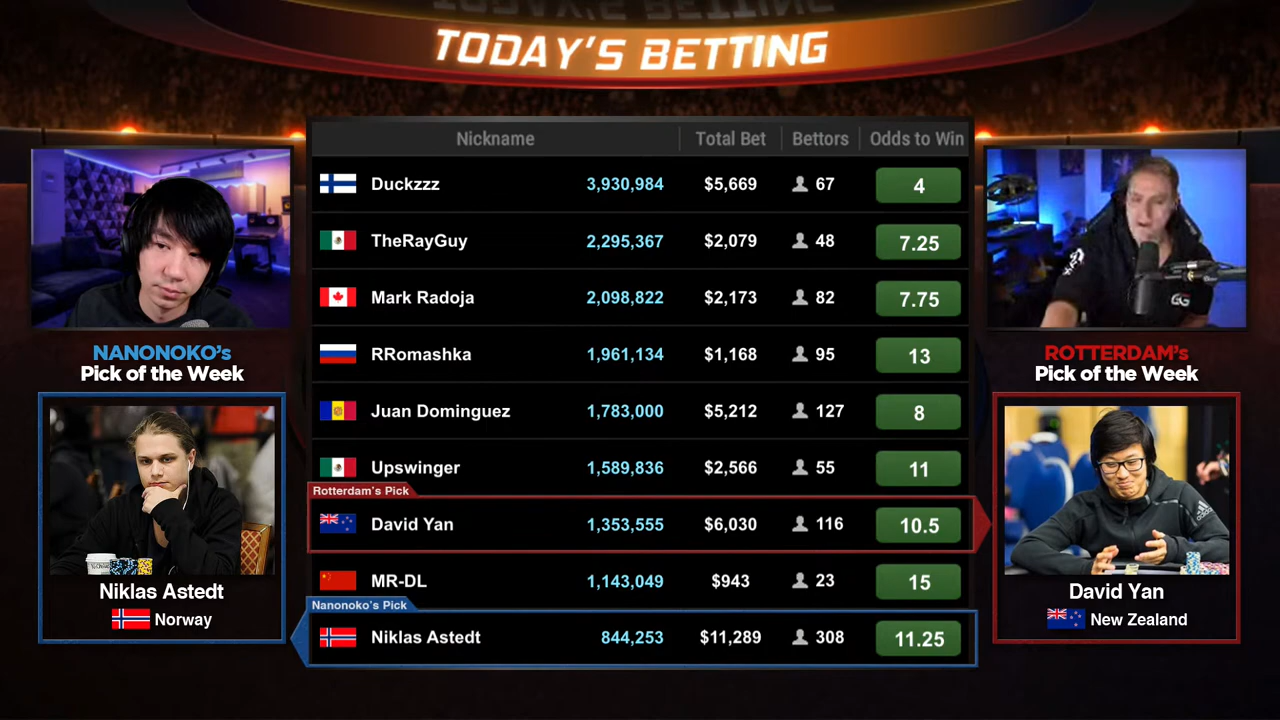 TODAY'S BETTING
Nickname Total Bet Bettors Odds to Win
Duckzzz 3,930,984 $5,669 67 4
TheRayGuy 2,295,367 $2,079 48 7.25
Mark Radoja 2,098,822 $2,173 82 7.75
RRomashka 1,961,134 $1,168 95 13
Juan Dominguez 1,783,000 $5,212 127 8
Upswinger 1,589,836 $2,566 55 11
Rotterdam's Pick
David Yan 1,353,555 $6,030 116 10.5
MR-DL 1,143,049 $943 23 15
Nanonoko's Pick
Niklas Astedt 844,253 $11,289 308 11.25
NANONOKO's
Pick of the Week
Niklas Astedt
Norway
GG
ROTTERDAM's
Pick of the Week
adidas
David Yan
New Zealand